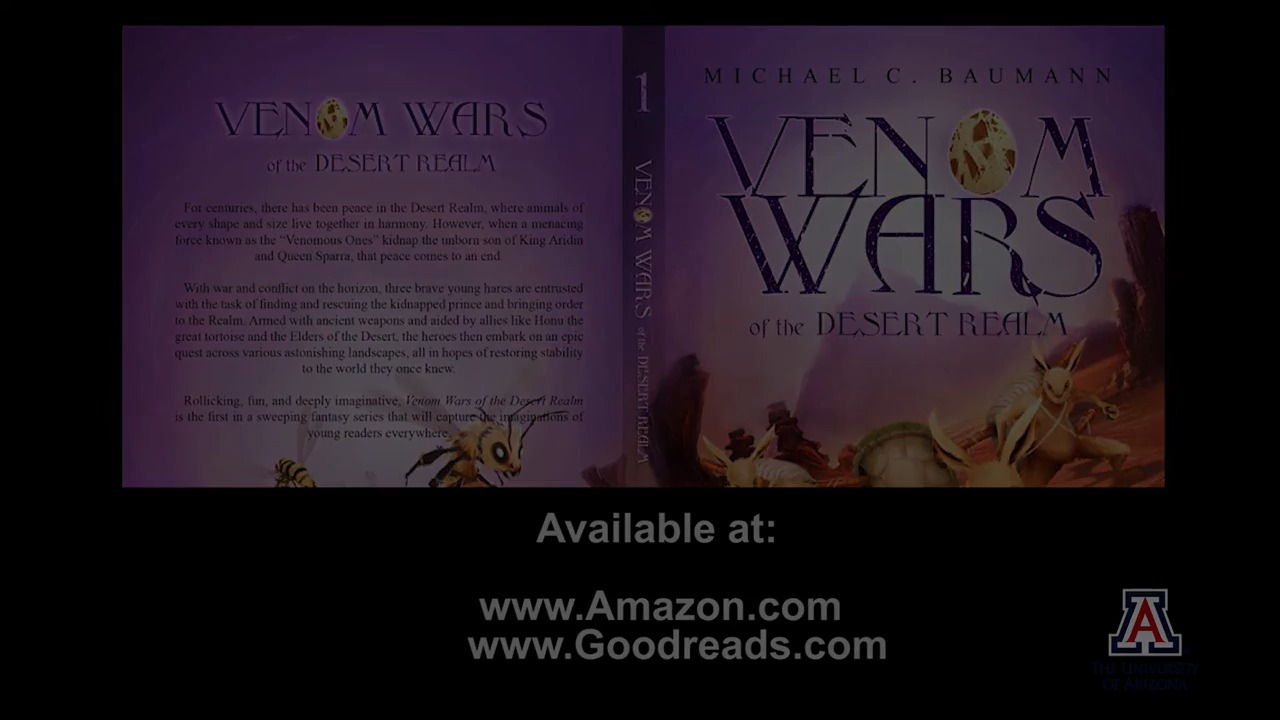 VENOM WARS
of the DESERT REALM
For centuries, there has been peace in the Desert Realm, where animals of
every shape and size live together in harmony. However, when a menacing
force known as the “Venomous Ones” kidnap the unborn son of King Aridin
and Queen Sparra, that peace comes to an end.
With war and conflict on the horizon, three brave young hares are entrusted
with the task of finding and rescuing the kidnapped prince and bringing order
to the Realm. Armed with ancient weapons and aided by allies like Honu the
great tortoise and the Elders of the Desert, the heroes then embark on an epic
quest across various astonishing landscapes, all in hopes of restoring stability
to the world they once knew.
Rollicking, fun, and deeply imaginative, Venom Wars of the Desert Realm
is the first in a sweeping fantasy series that will capture the imaginations of
young readers everywhere.
1
VENOM WARS of the DESERT REALM
MICHAEL C. BAUMANN
VENOM
WARS
of the DESERT REALM
Available at:
www.Amazon.com
www.Goodreads.com
A
THE UNIVERSITY
OF ARIZONA